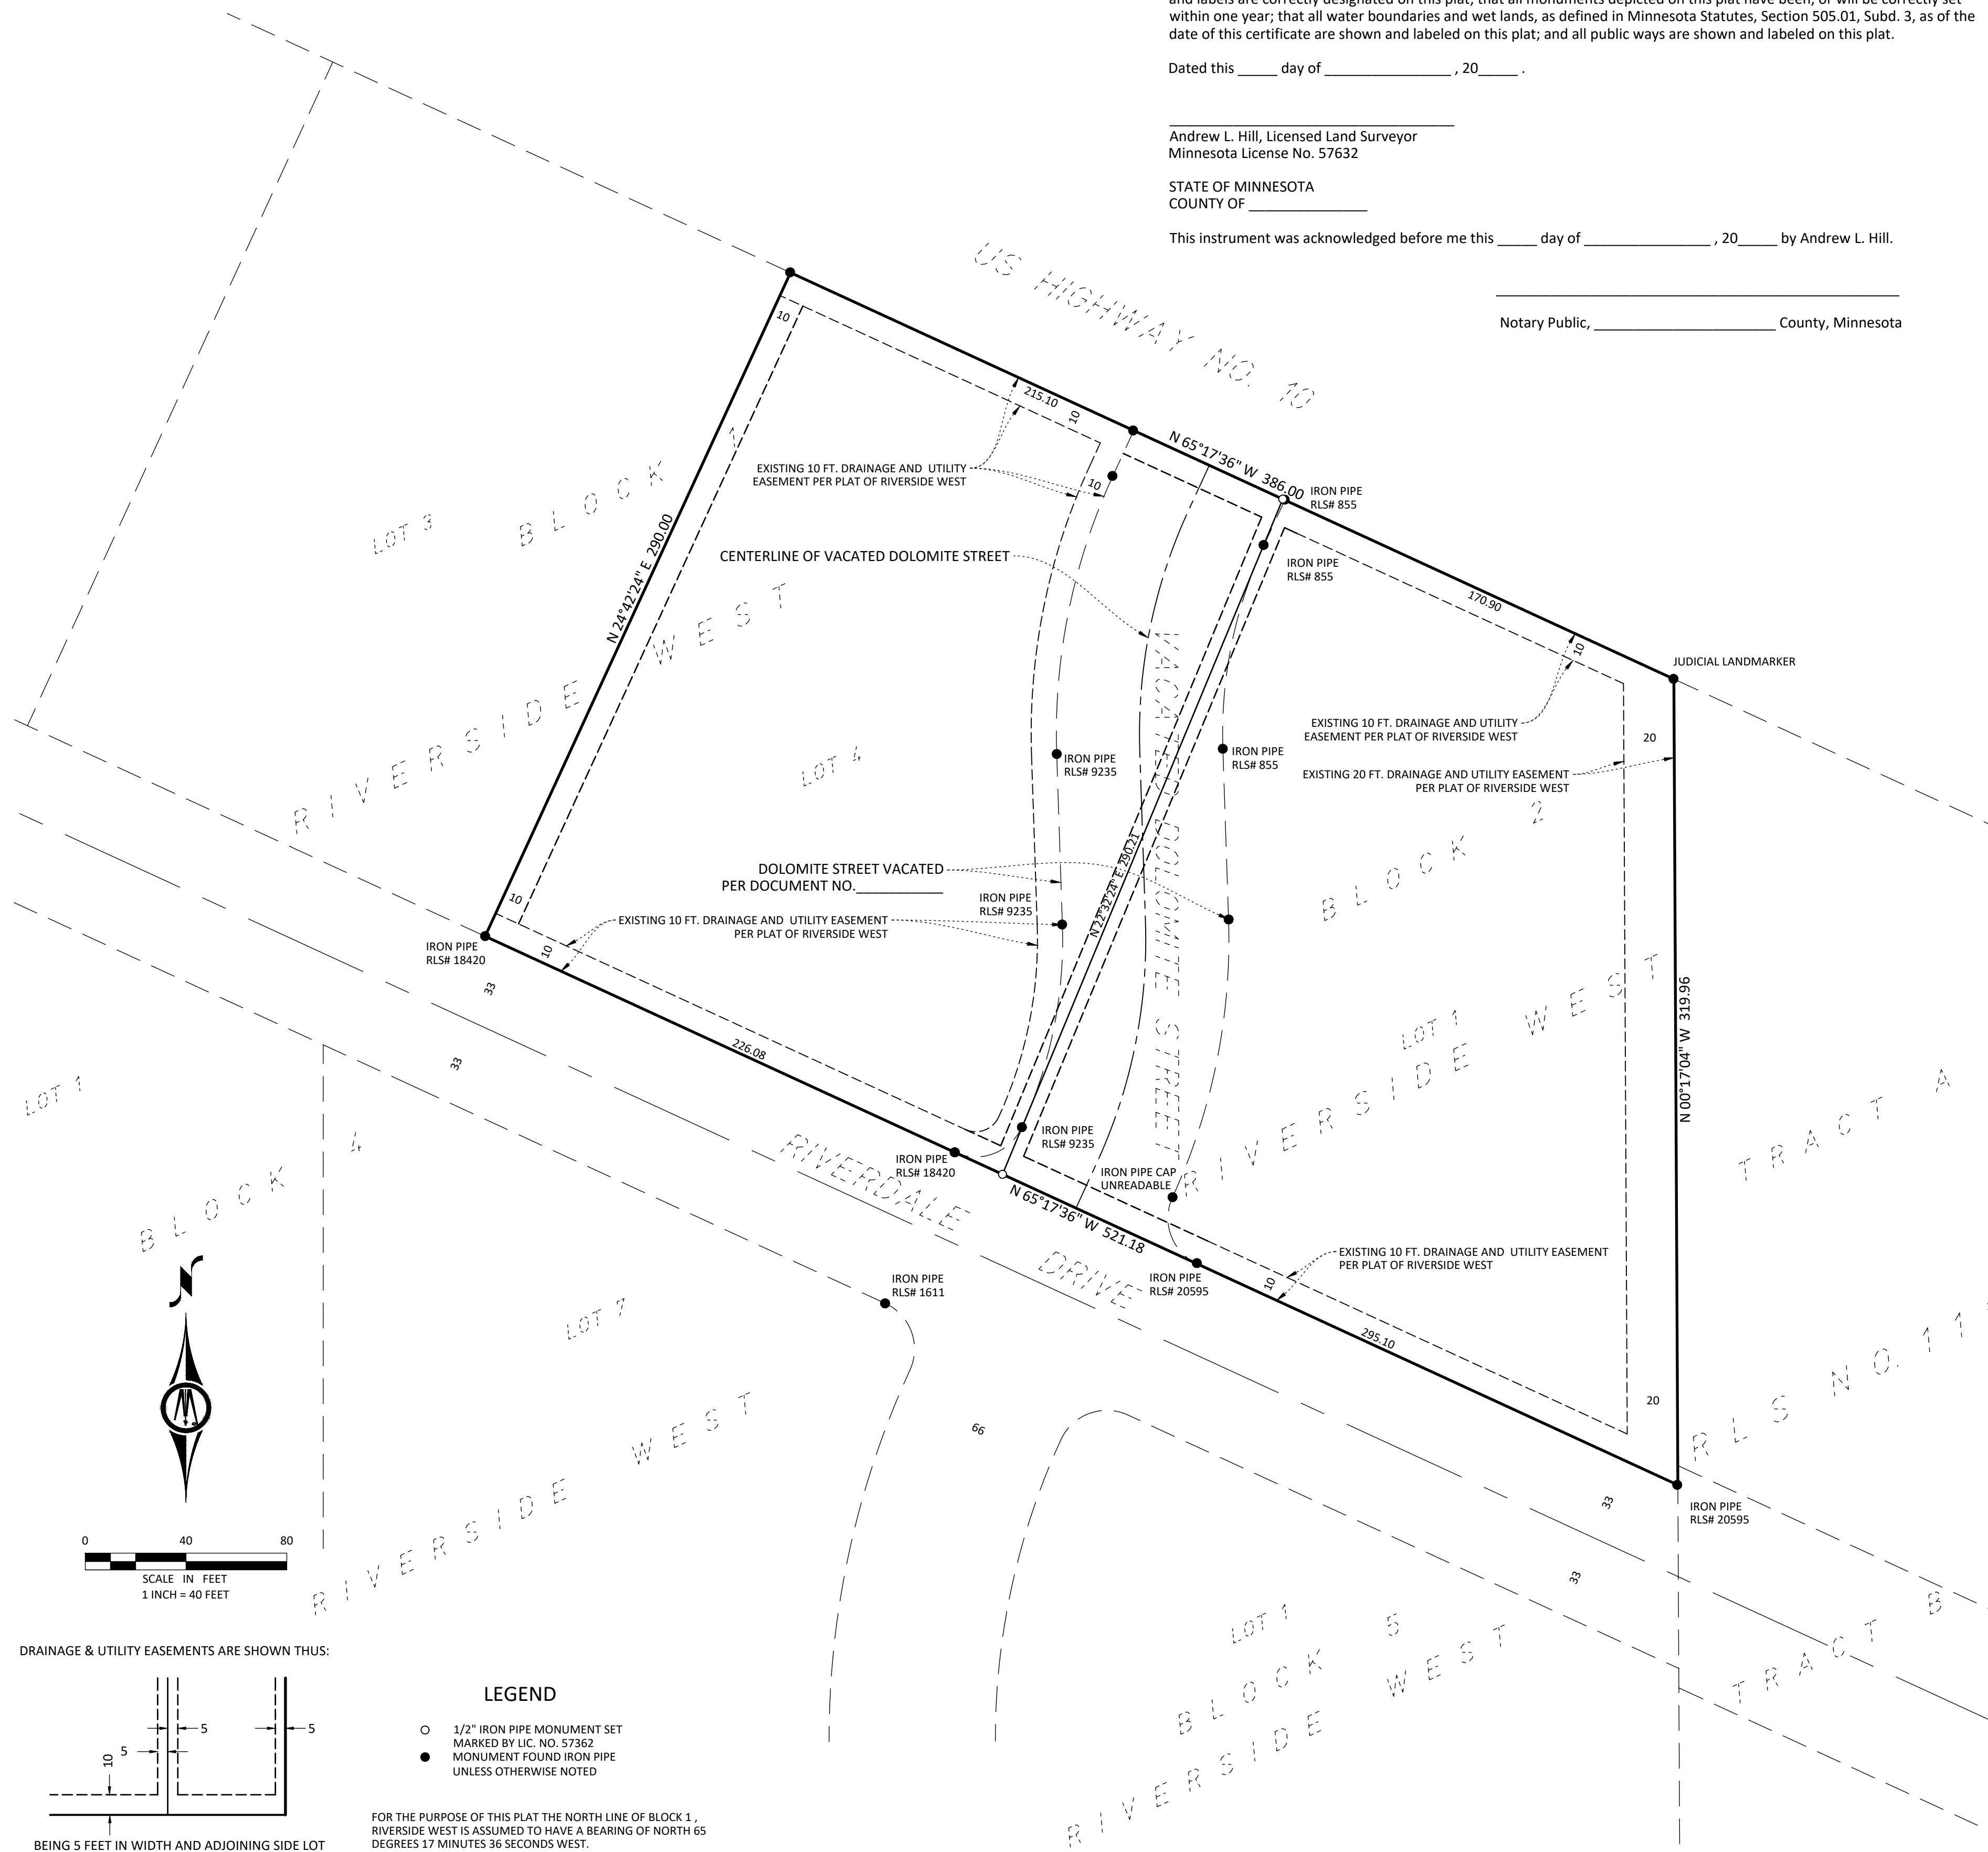 and labels are correctly designated on this plat; that all monuments depicted on this plat have been, or will be correctly set
within one year; that all water boundaries and wet lands, as defined in Minnesota Statutes, Section 505.01, Subd. 3, as of the
date of this certificate are shown and labeled on this plat; and all public ways are shown and labeled on this plat.
Dated this _____ day of ________________ , 20_____ .
____________________________________
Andrew L. Hill, Licensed Land Surveyor
Minnesota License No. 57632
STATE OF MINNESOTA
COUNTY OF _______________
This instrument was acknowledged before me this _____ day of ________________ , 20_____ by Andrew L. Hill.
Notary Public, _______________________ County, Minnesota
US HIGHWAY NO. 10
10
215.10
10
N 65°17'36" W 386.00
EXISTING 10 FT. DRAINAGE AND UTILITY
EASEMENT PER PLAT OF RIVERSIDE WEST
10
IRON PIPE
RLS# 855
LOT 3
BLOCK 1
CENTERLINE OF VACATED DOLOMITE STREET
IRON PIPE
RLS# 855
N 24°42'24" E 290.00
170.90
RIVERSIDE WEST
10
JUDICIAL LANDMARKER
VACATED DOLOMITE STREET
EXISTING 10 FT. DRAINAGE AND UTILITY
EASEMENT PER PLAT OF RIVERSIDE WEST
20
LOT 4
IRON PIPE
RLS# 9235
IRON PIPE
RLS# 855
EXISTING 20 FT. DRAINAGE AND UTILITY EASEMENT
PER PLAT OF RIVERSIDE WEST
BLOCK 2
N 22°32'24" E 290.21
DOLOMITE STREET VACATED
PER DOCUMENT NO.___________
IRON PIPE
RLS# 9235
10
EXISTING 10 FT. DRAINAGE AND UTILITY EASEMENT
PER PLAT OF RIVERSIDE WEST
10
IRON PIPE
RLS# 18420
33
N 00°17'04" W 319.96
LOT 1
RIVERSIDE WEST
226.08
33
LOT 1
TRACT A
BLOCK 4
RIVERDALE DRIVE
IRON PIPE
RLS# 9235
IRON PIPE
RLS# 18420
IRON PIPE CAP
UNREADABLE
N 65°17'36" W 521.18
EXISTING 10 FT. DRAINAGE AND UTILITY EASEMENT
PER PLAT OF RIVERSIDE WEST
10
IRON PIPE
RLS# 20595
IRON PIPE
RLS# 1611
LOT 1
295.10
RLS NO. 11
20
66
RIVERSIDE WEST
33
IRON PIPE
RLS# 20595
33
0 40 80
SCALE IN FEET
1 INCH = 40 FEET
LOT 1
BLOCK 5
RIVERSIDE WEST
TRACT B
DRAINAGE & UTILITY EASEMENTS ARE SHOWN THUS:
5
5
5
10
BEING 5 FEET IN WIDTH AND ADJOINING SIDE LOT
LEGEND
1/2" IRON PIPE MONUMENT SET
MARKED BY LIC. NO. 57362
MONUMENT FOUND IRON PIPE
UNLESS OTHERWISE NOTED
FOR THE PURPOSE OF THIS PLAT THE NORTH LINE OF BLOCK 1 ,
RIVERSIDE WEST IS ASSUMED TO HAVE A BEARING OF NORTH 65
DEGREES 17 MINUTES 36 SECONDS WEST.